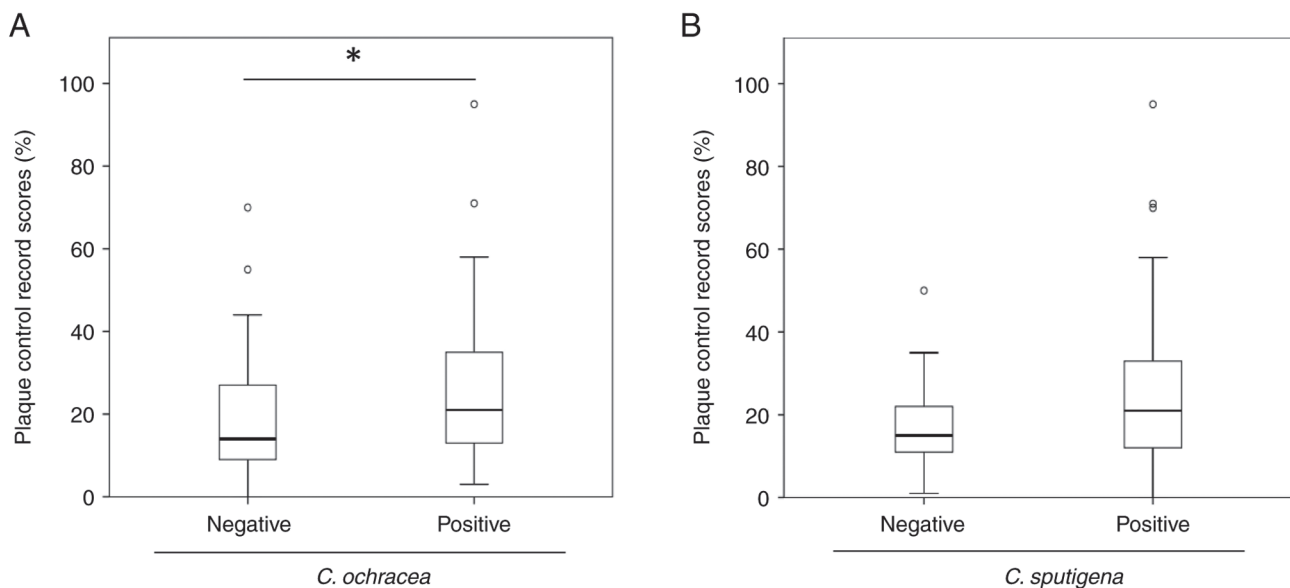 A
Plaque control record scores (%)
100
80
60
40
20
0
*
Negative Positive
C. ochracea
B
Plaque control record scores (%)
100
80
60
40
20
0
Negative Positive
C. sputigena